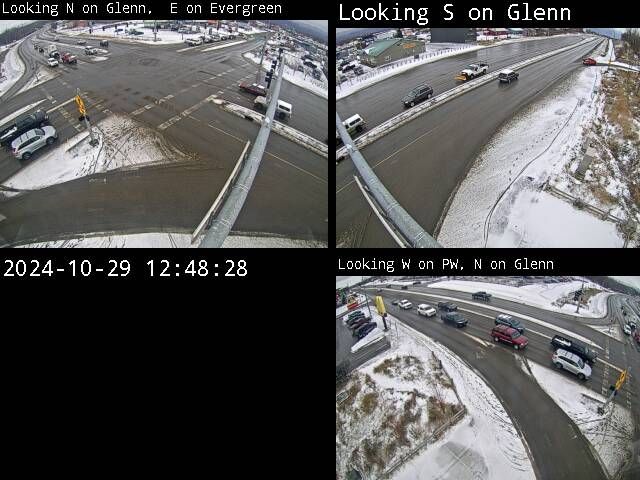 Looking N on Glenn, E on Evergreen
Looking S on Glenn
2024-10-29 12:48:28
Looking W on PW, N on Glenn